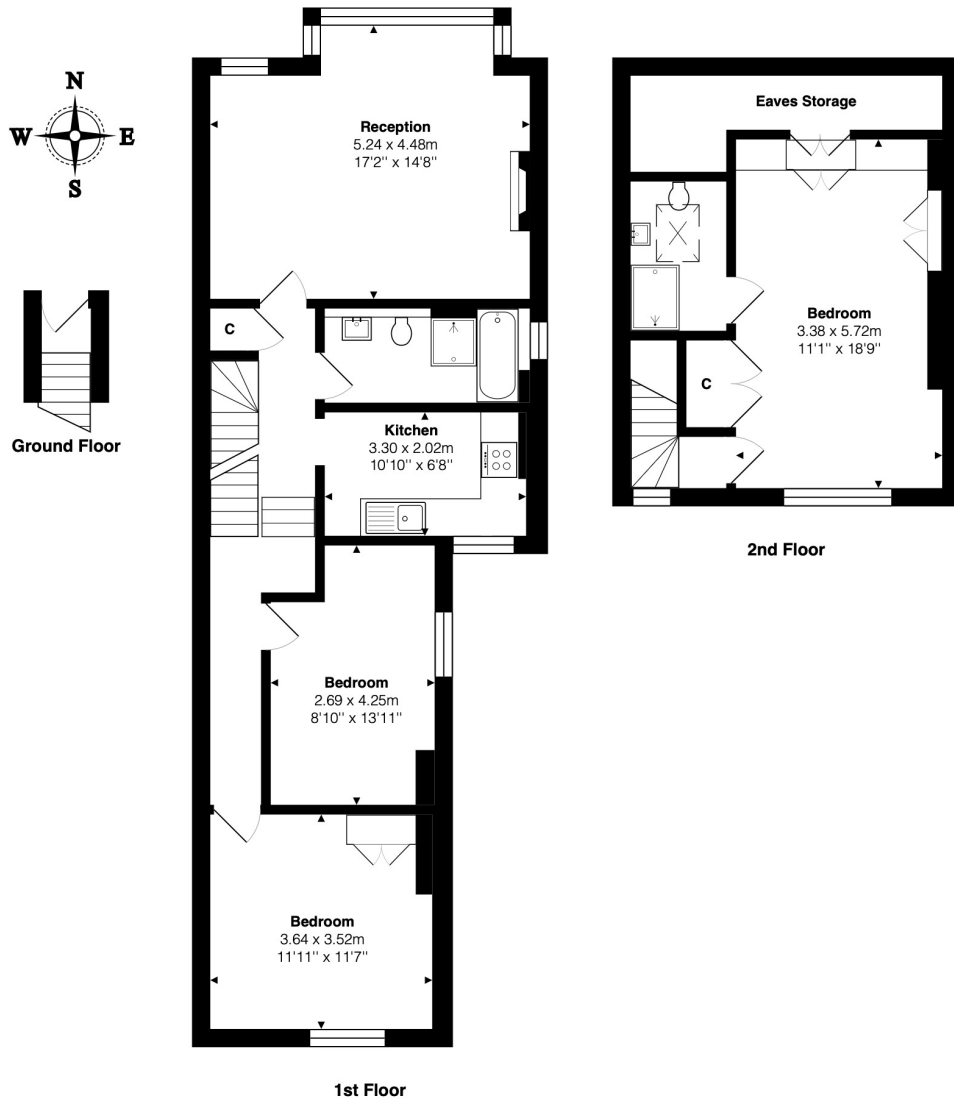 N
W E
S
Ground Floor
Reception
5.24 x 4.48m
17'2'' x 14'8''
C
Kitchen
3.30 x 2.02m
10'10'' x 6'8''
Bedroom
2.69 x 4.25m
8'10'' x 13'11''
Bedroom
3.64 x 3.52m
11'11'' x 11'7''
1st Floor
Eaves Storage
Bedroom
3.38 x 5.72m
11'1'' x 18'9''
C
2nd Floor